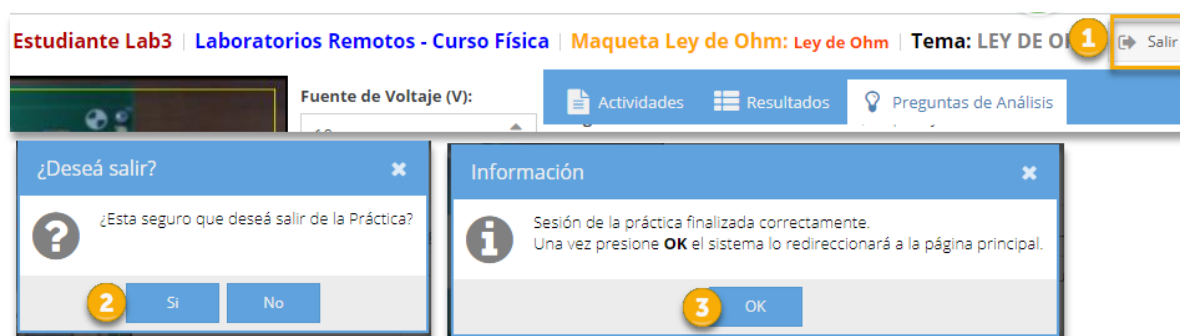 Estudiante Lab3 | Laboratorios Remotos - Curso Física | Maqueta Ley de Ohm: Ley de Ohm | Tema: LEY DE 1 Salir
Fuente de Voltaje (V):
Actividades Resultados Preguntas de Análisis
¿Deseá salir?
¿Esta seguro que deseá salir de la Práctica?
2 Si No
Información
Sesión de la práctica finalizada correctamente.
Una vez presione OK el sistema lo redireccionará a la página principal.
3 OK